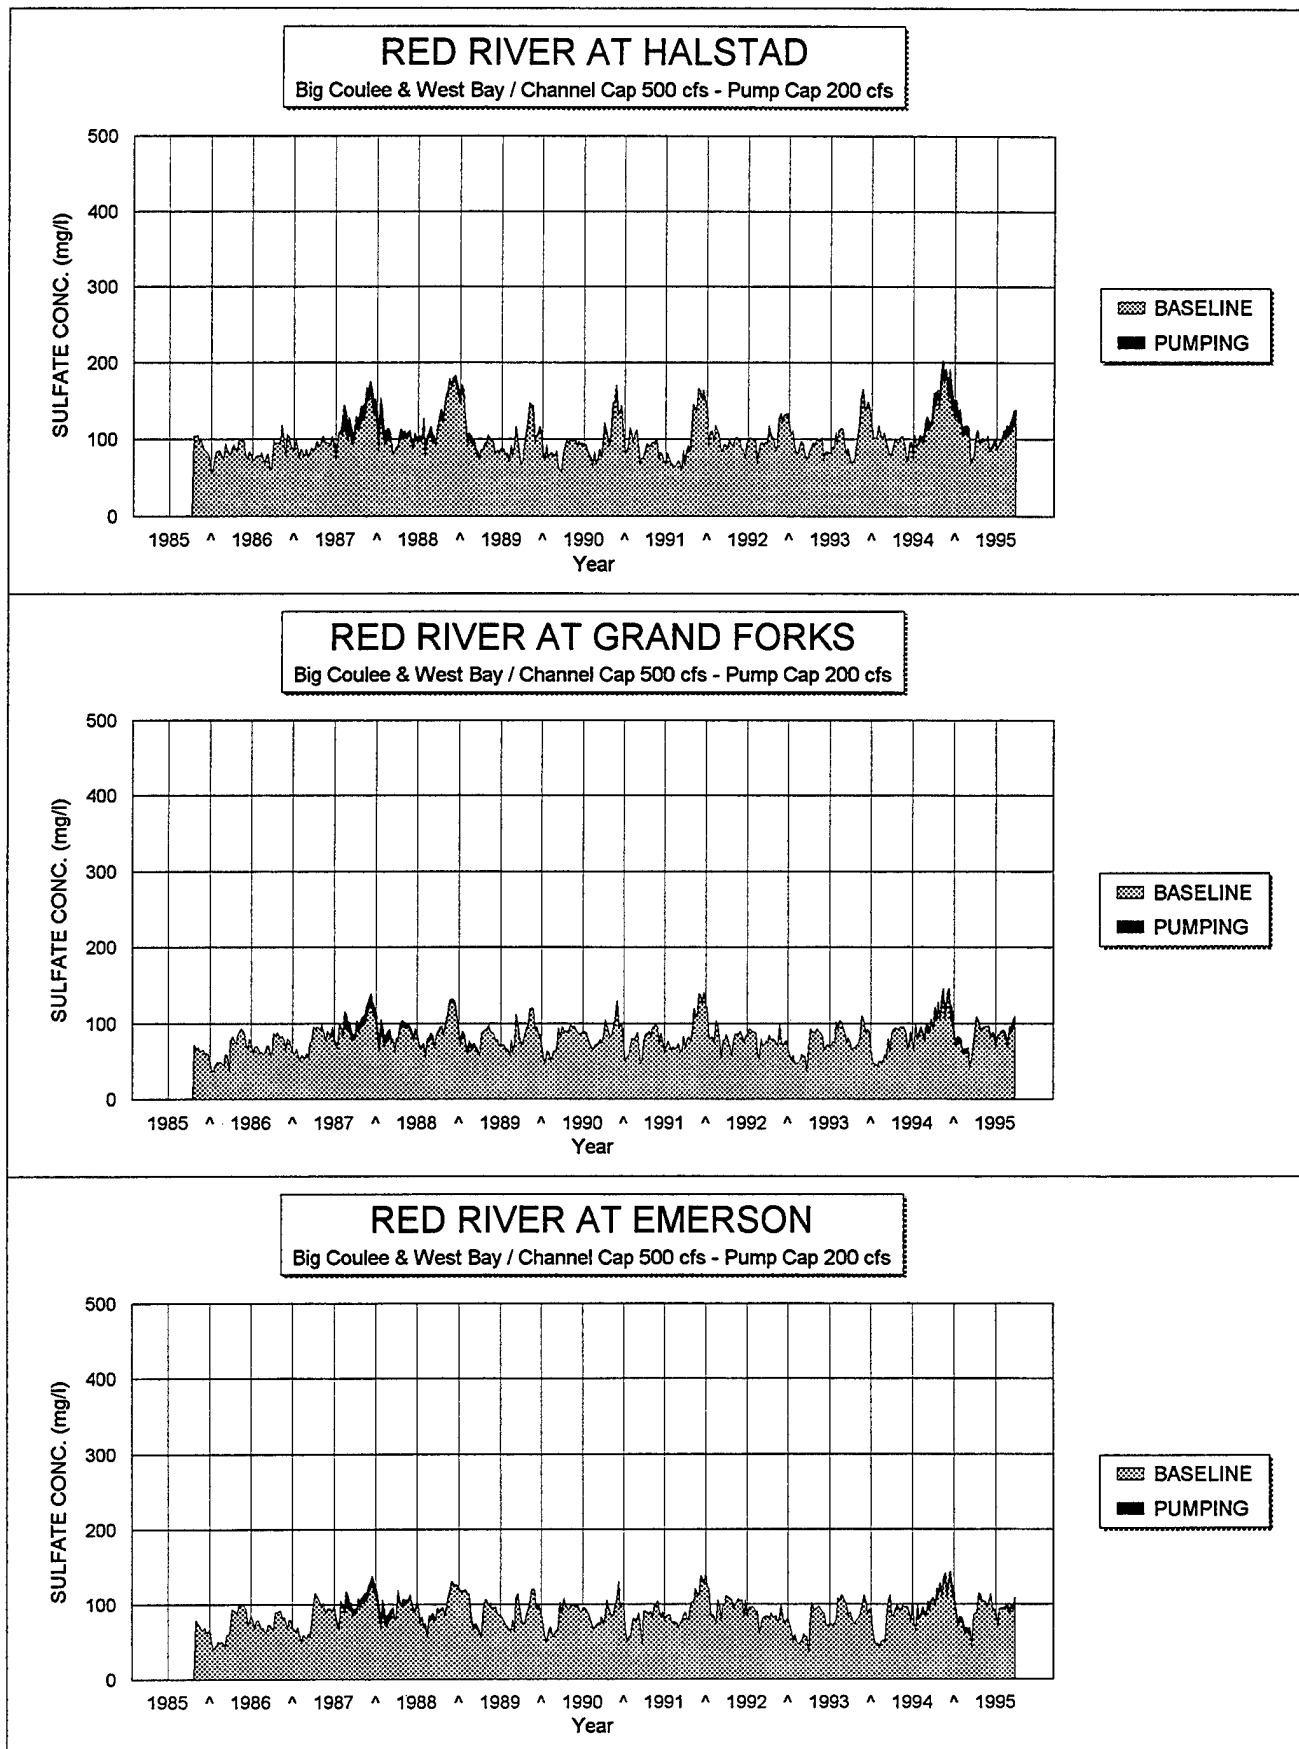 RED RIVER AT HALSTAD
Big Coulee & West Bay / Channel Cap 500 cfs - Pump Cap 200 cfs
500
400
300
200
100
0
SULFATE CONC. (mg/l)
1985 ^ 1986 ^ 1987 ^ 1988 ^ 1989 ^ 1990 ^ 1991 ^ 1992 ^ 1993 ^ 1994 ^ 1995
Year
BASELINE
PUMPING
RED RIVER AT GRAND FORKS
Big Coulee & West Bay / Channel Cap 500 cfs - Pump Cap 200 cfs
500
400
300
200
100
0
SULFATE CONC. (mg/l)
1985 ^ 1986 ^ 1987 ^ 1988 ^ 1989 ^ 1990 ^ 1991 ^ 1992 ^ 1993 ^ 1994 ^ 1995
Year
BASELINE
PUMPING
RED RIVER AT EMERSON
Big Coulee & West Bay / Channel Cap 500 cfs - Pump Cap 200 cfs
500
400
300
200
100
0
SULFATE CONC. (mg/l)
1985 ^ 1986 ^ 1987 ^ 1988 ^ 1989 ^ 1990 ^ 1991 ^ 1992 ^ 1993 ^ 1994 ^ 1995
Year
BASELINE
PUMPING